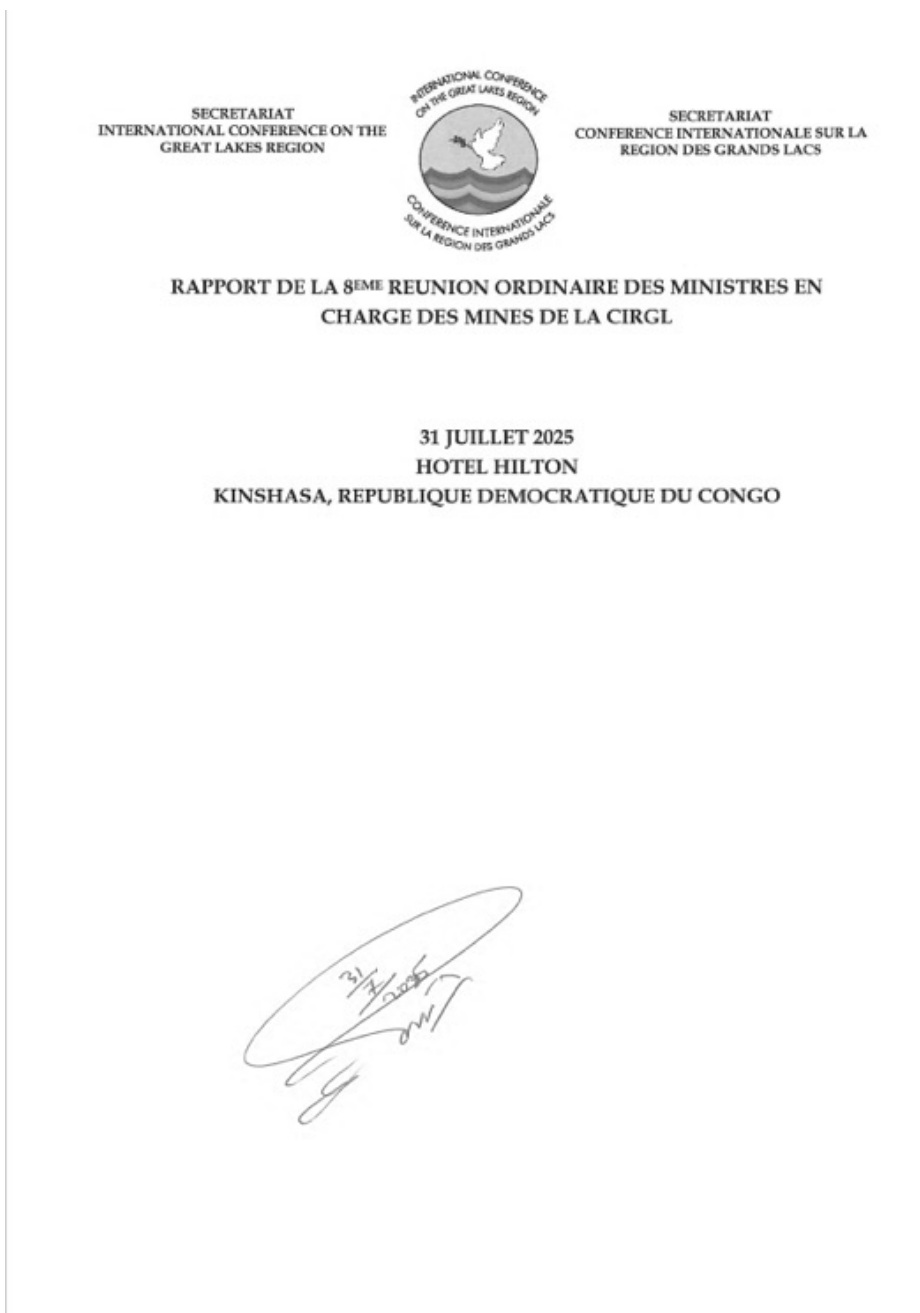 SECRETARIAT
INTERNATIONAL CONFERENCE ON THE
GREAT LAKES REGION
INTERNATIONAL CONFERENCE
ON THE GREAT LAKES REGION
CONFERENCE INTERNATIONALE
SUR LA REGION DES GRANDS LACS
SECRETARIAT
CONFERENCE INTERNATIONALE SUR LA
REGION DES GRANDS LACS
RAPPORT DE LA 8EME REUNION ORDINAIRE DES MINISTRES EN
CHARGE DES MINES DE LA CIRGL
31 JUILLET 2025
HOTEL HILTON
KINSHASA, REPUBLIQUE DEMOCRATIQUE DU CONGO